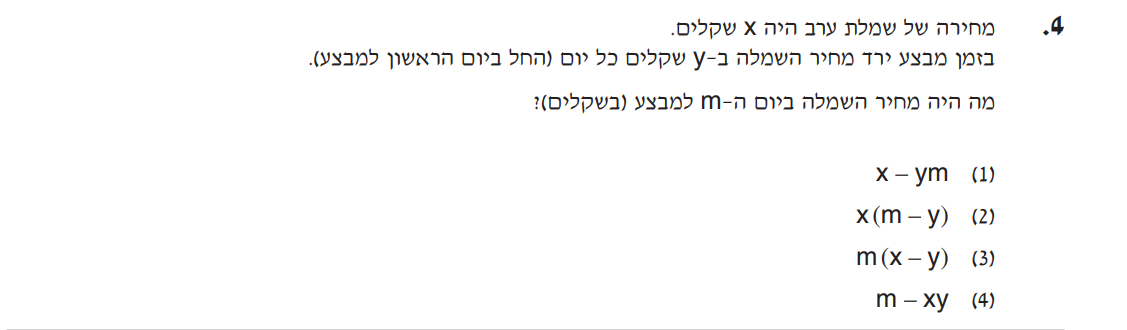 4. מחירה של שמלת ערב היה x שקלים.
בזמן מבצע ירד מחיר השמלה ב-y שקלים כל יום (החל ביום הראשון למבצע).
מה היה מחיר השמלה ביום ה-m למבצע (בשקלים)?
(1) x – ym
(2) x(m – y)
(3) m(x – y)
(4) m – xy